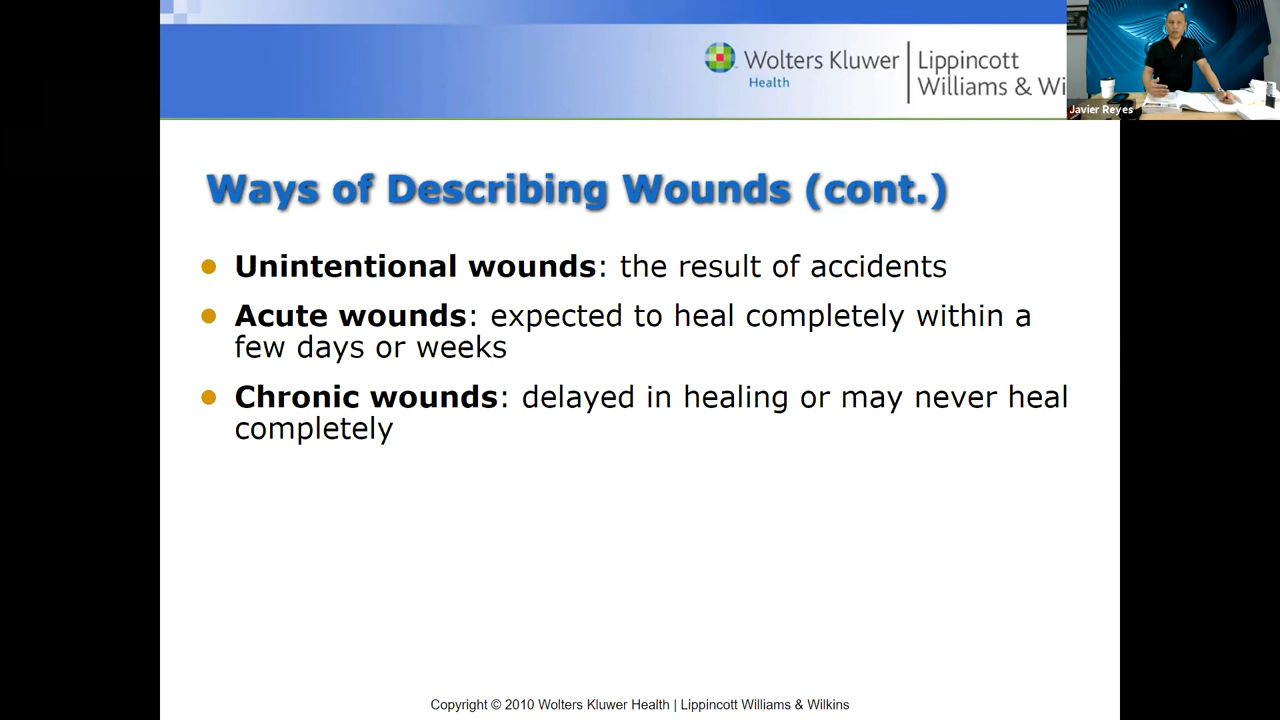 Wolters Kluwer
Health
Lippincott
Williams & Wi
Javier Reyes
Ways of Describing Wounds (cont.)
• Unintentional wounds: the result of accidents
• Acute wounds: expected to heal completely within a
few days or weeks
• Chronic wounds: delayed in healing or may never heal
completely
Copyright © 2010 Wolters Kluwer Health | Lippincott Williams & Wilkins